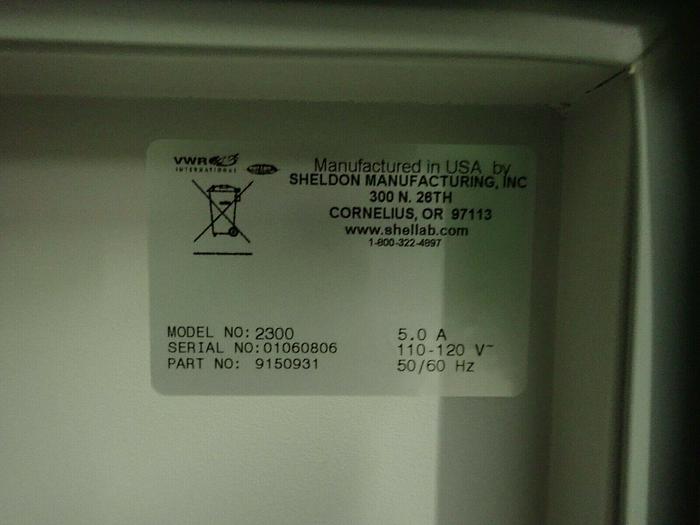 VWR
INTERNATIONAL
Manufactured in USA by
SHELDON MANUFACTURING, INC
300 N. 26TH
CORNELIUS, OR 97113
www.shellab.com
1-800-322-4897
MODEL NO: 2300 5.0 A
SERIAL NO: 01060806 110-120 V~
PART NO: 9150931 50/60 Hz